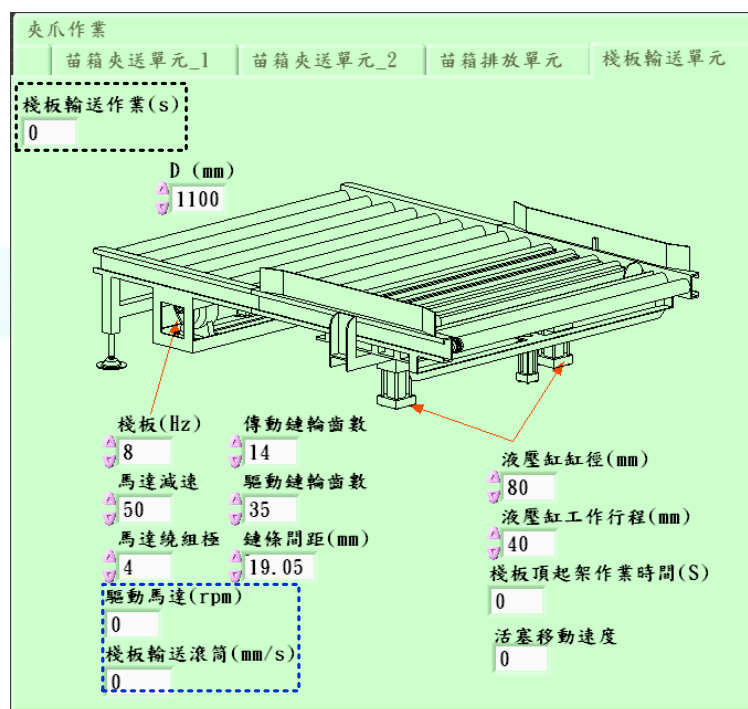 夾爪作業
苗箱夾送單元_1 苗箱夾送單元_2 苗箱排放單元 棧板輸送單元
棧板輸送作業(s)
0
D (mm)
1100
棧板(Hz) 傳動鏈輪齒數
8 14
馬達減速 驅動鏈輪齒數
50 35
馬達繞組極 鏈條間距(mm)
4 19.05
驅動馬達(rpm)
0
棧板輸送滾筒(mm/s)
0
液壓缸缸徑(mm)
80
液壓缸工作行程(mm)
40
棧板頂起架作業時間(S)
0
活塞移動速度
0